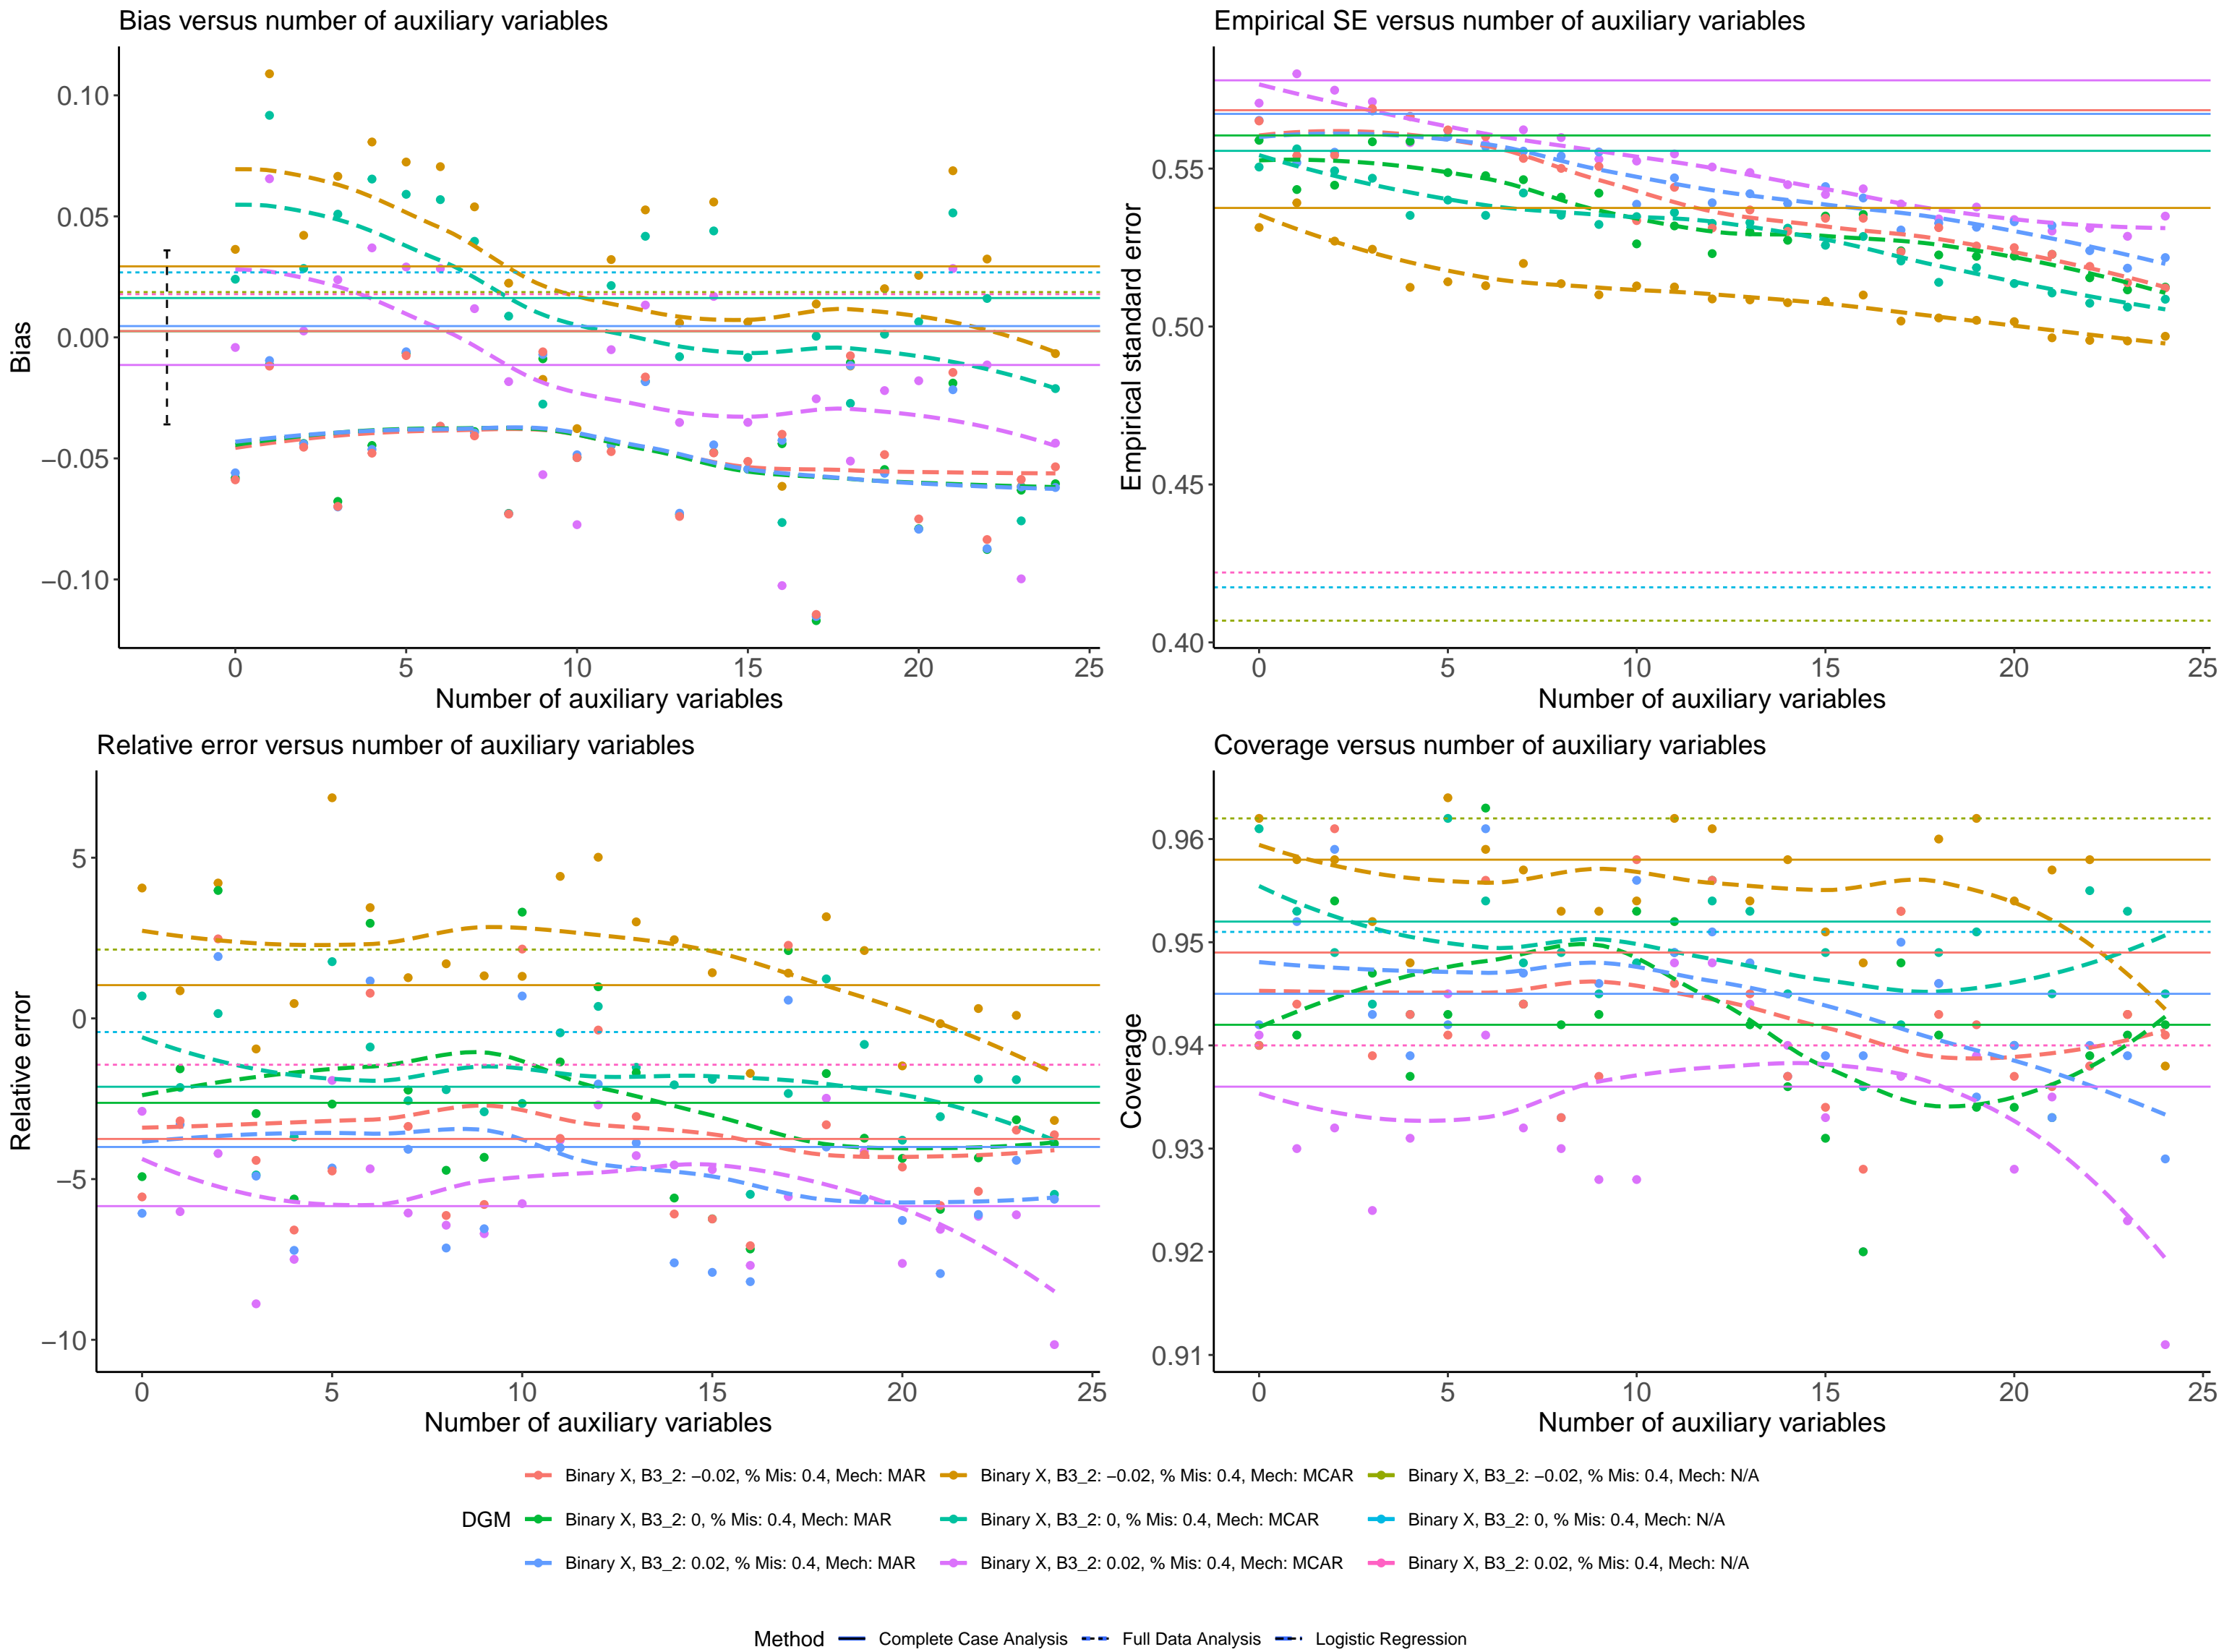 Bias versus number of auxiliary variables
0.10
0.05
0.00
−0.05
−0.10
Bias
0 5 10 15 20 25
Number of auxiliary variables
Empirical SE versus number of auxiliary variables
0.55
0.50
0.45
0.40
Empirical standard error
0 5 10 15 20 25
Number of auxiliary variables
Relative error versus number of auxiliary variables
5
0
−5
−10
Relative error
0 5 10 15 20 25
Number of auxiliary variables
Coverage versus number of auxiliary variables
0.96
0.95
0.94
0.93
0.92
0.91
Coverage
0 5 10 15 20 25
Number of auxiliary variables
DGM
Binary X, B3_2: −0.02, % Mis: 0.4, Mech: MAR
Binary X, B3_2: −0.02, % Mis: 0.4, Mech: MCAR
Binary X, B3_2: −0.02, % Mis: 0.4, Mech: N/A
Binary X, B3_2: 0, % Mis: 0.4, Mech: MAR
Binary X, B3_2: 0, % Mis: 0.4, Mech: MCAR
Binary X, B3_2: 0, % Mis: 0.4, Mech: N/A
Binary X, B3_2: 0.02, % Mis: 0.4, Mech: MAR
Binary X, B3_2: 0.02, % Mis: 0.4, Mech: MCAR
Binary X, B3_2: 0.02, % Mis: 0.4, Mech: N/A
Method Complete Case Analysis Full Data Analysis Logistic Regression